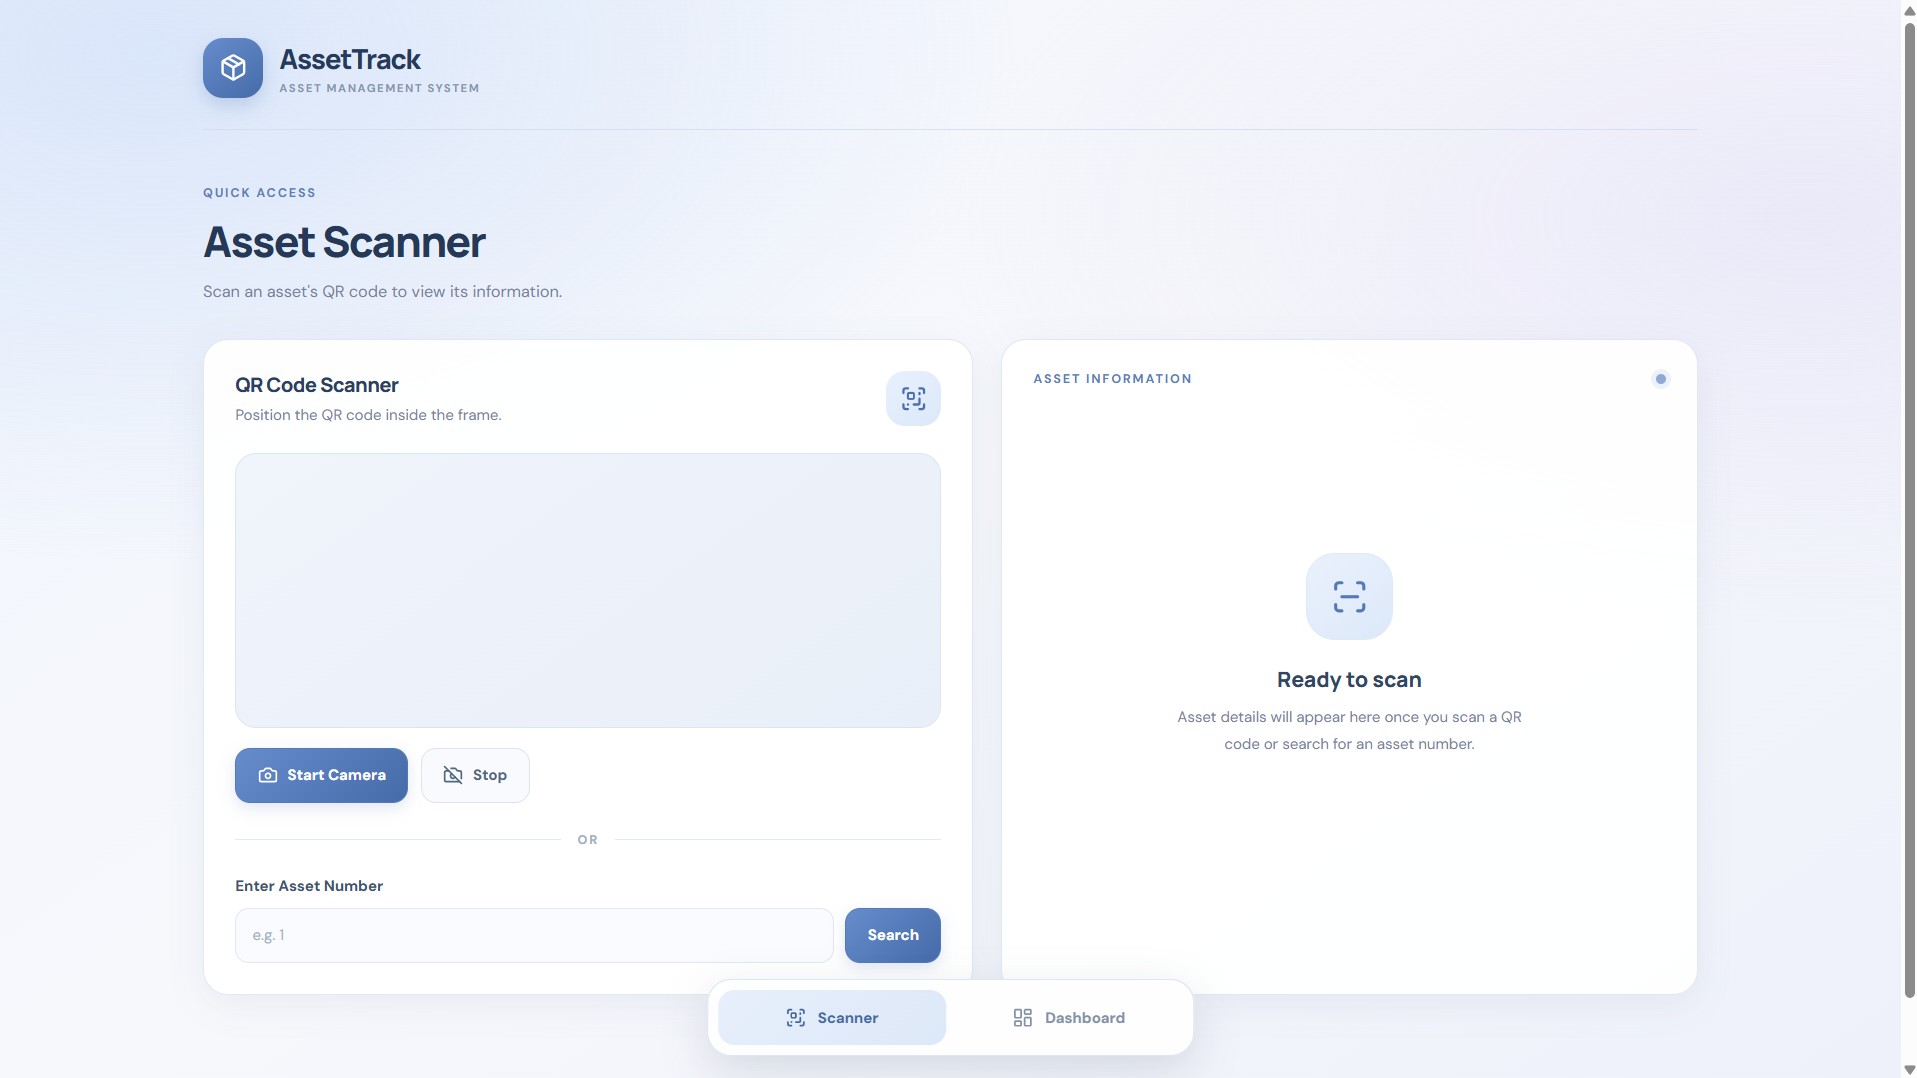 AssetTrack
ASSET MANAGEMENT SYSTEM
QUICK ACCESS
Asset Scanner
Scan an asset's QR code to view its information.
QR Code Scanner
Position the QR code inside the frame.
Start Camera
Stop
OR
Enter Asset Number
e.g. 1
Search
ASSET INFORMATION
Ready to scan
Asset details will appear here once you scan a QR
code or search for an asset number.
Scanner
Dashboard